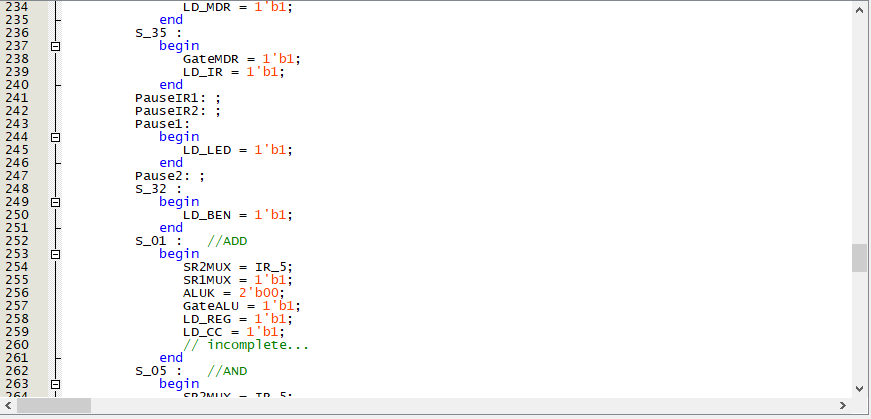 234 LD_MDR = 1'b1;
235 end
236 S_35 :
237 begin
238 GateMDR = 1'b1;
239 LD_IR = 1'b1;
240 end
241 PauseIR1: ;
242 PauseIR2: ;
243 Pause1:
244 begin
245 LD_LED = 1'b1;
246 end
247 Pause2: ;
248 S_32 :
249 begin
250 LD_BEN = 1'b1;
251 end
252 S_01 : //ADD
253 begin
254 SR2MUX = IR_5;
255 SR1MUX = 1'b1;
256 ALUK = 2'b00;
257 GateALU = 1'b1;
258 LD_REG = 1'b1;
259 LD_CC = 1'b1;
260 // incomplete...
261 end
262 S_05 : //AND
263 begin
264 SR2MUX = IR_5;